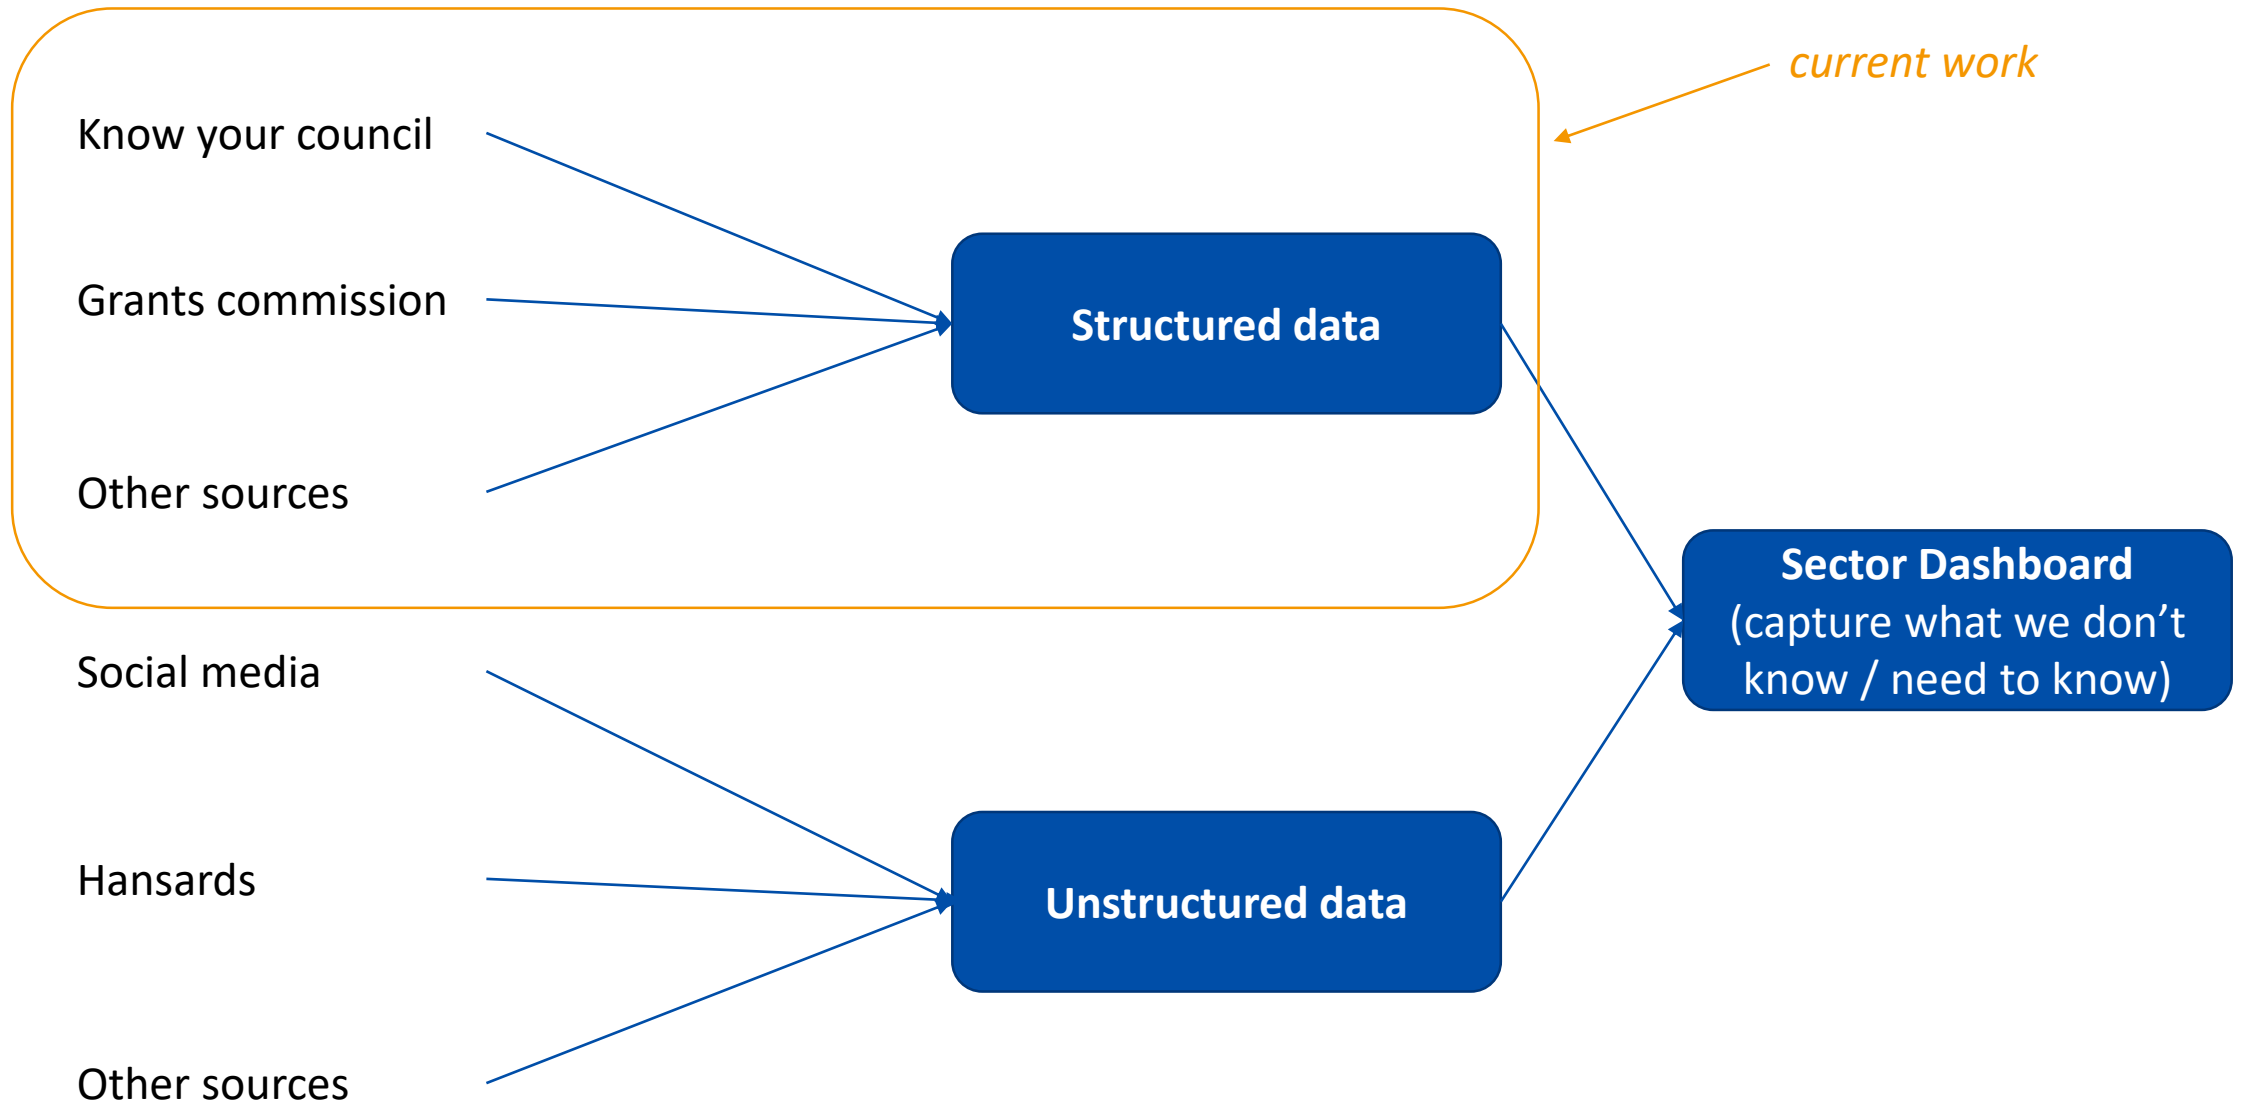 current work
Know your council
Grants commission
Structured data
Other sources
Sector Dashboard
(capture what we don’t
know / need to know)
Social media
Hansards
Unstructured data
Other sources